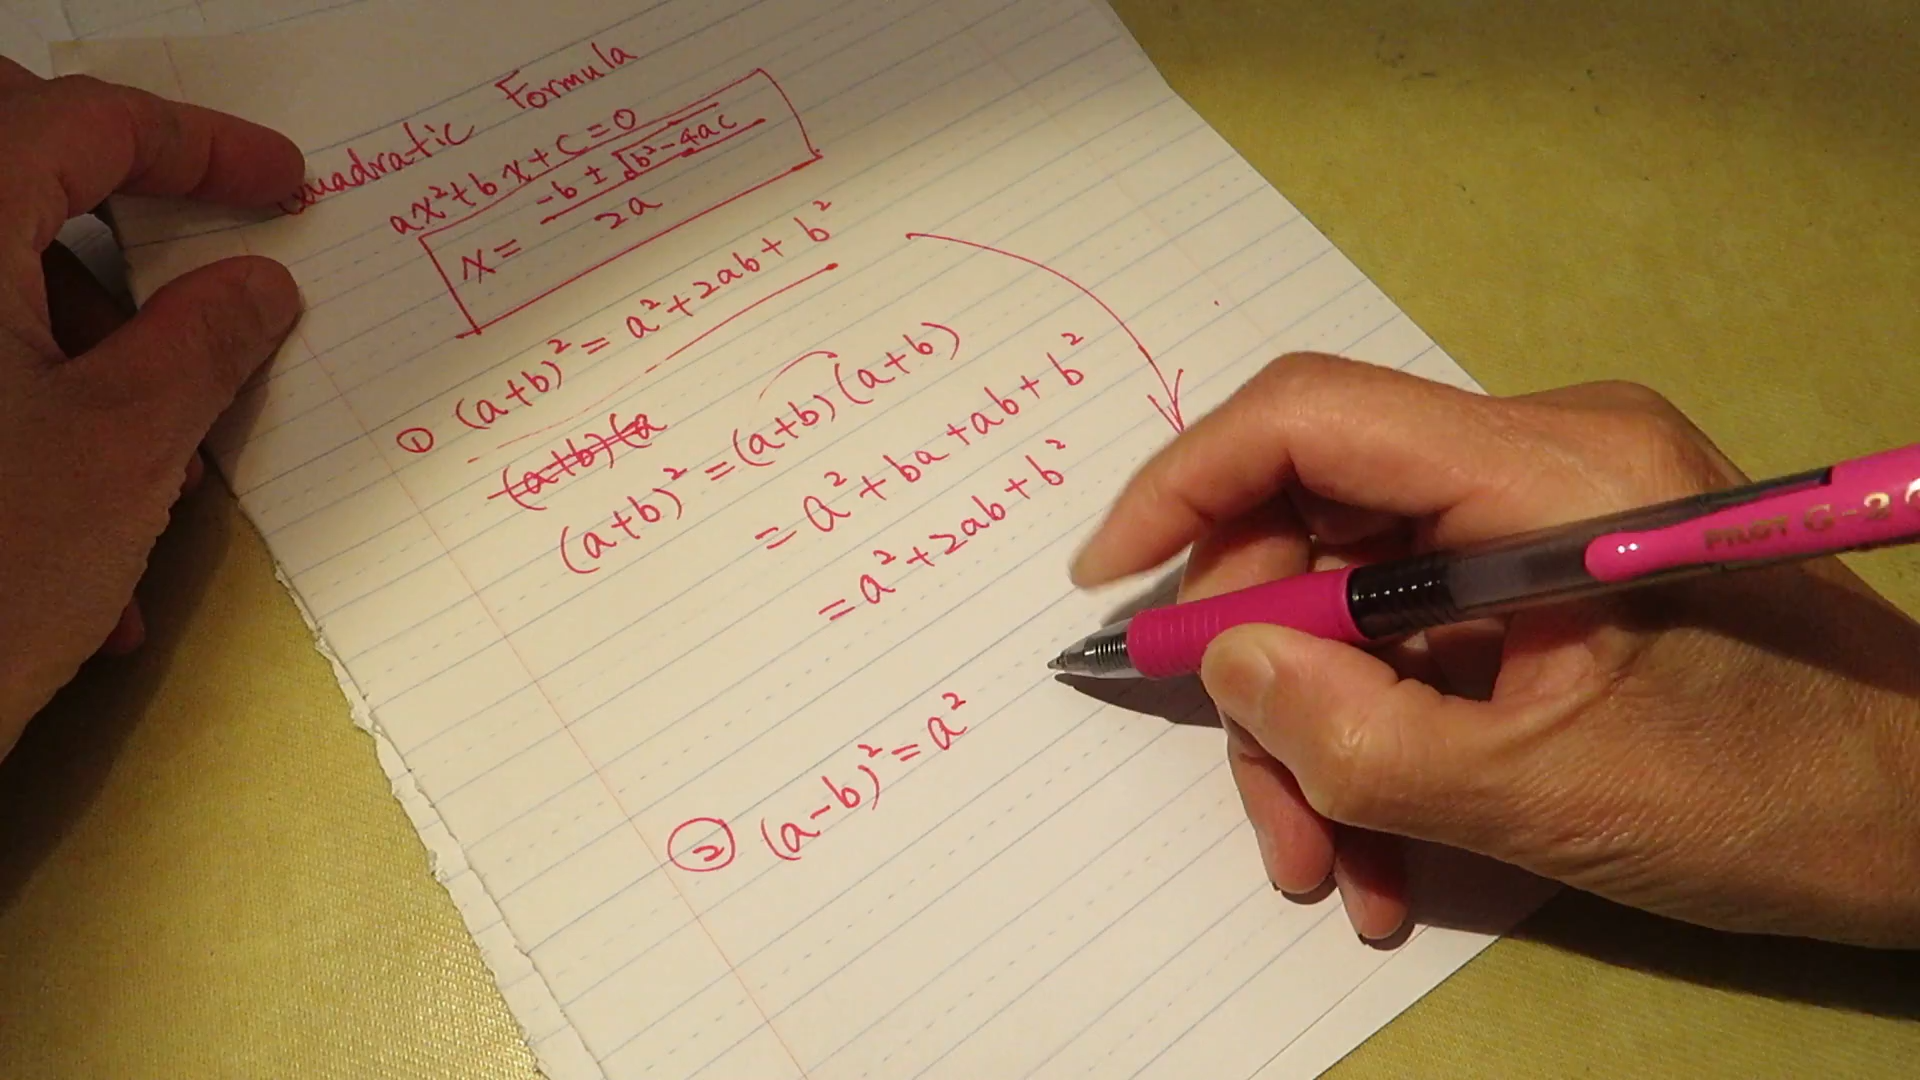 Quadratic Formula
ax²+bx+c=0
x = -b ± √b²-4ac / 2a
① (a+b)² = a²+2ab+b²
(a+b)(a
(a+b)² = (a+b)(a+b)
= a²+ba+ab+b²
= a²+2ab+b²
② (a-b)² = a²
PILOT G-2